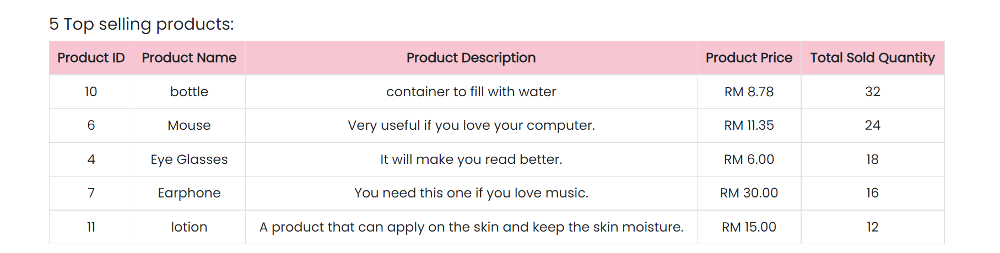 5 Top selling products:
Product ID Product Name Product Description Product Price Total Sold Quantity
10 bottle container to fill with water RM 8.78 32
6 Mouse Very useful if you love your computer. RM 11.35 24
4 Eye Glasses It will make you read better. RM 6.00 18
7 Earphone You need this one if you love music. RM 30.00 16
11 lotion A product that can apply on the skin and keep the skin moisture. RM 15.00 12